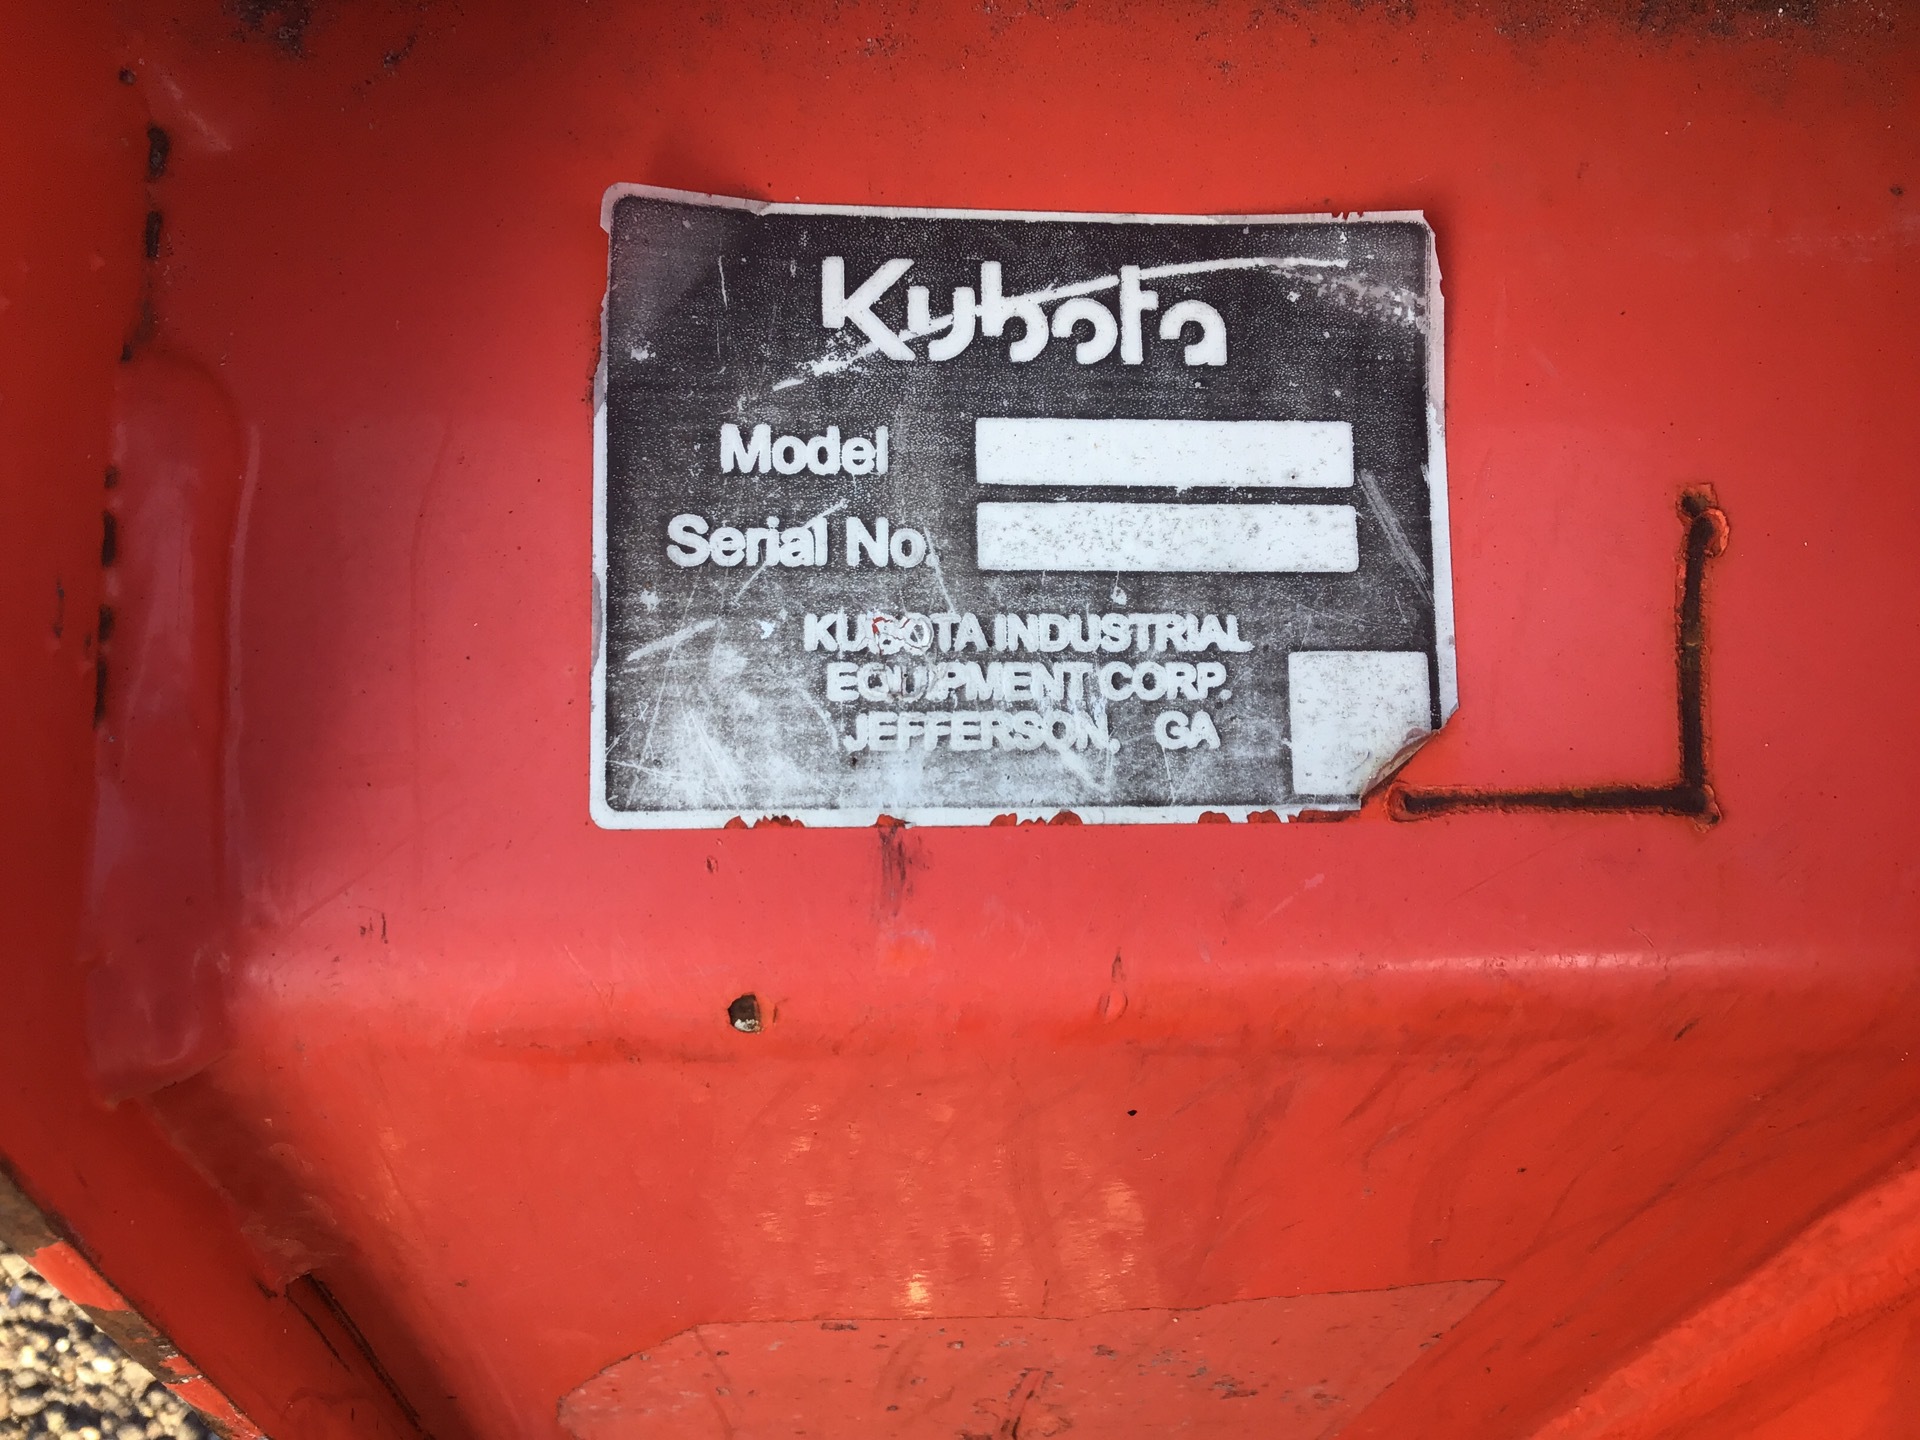 Kubota
Model
Serial No.
KUBOTA INDUSTRIAL
EQUIPMENT CORP.
JEFFERSON, GA